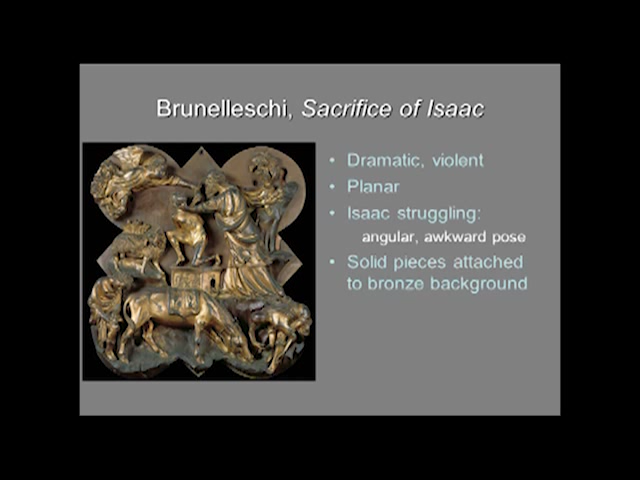 Brunelleschi, Sacrifice of Isaac
• Dramatic, violent
• Planar
• Isaac struggling:
angular, awkward pose
• Solid pieces attached
to bronze background